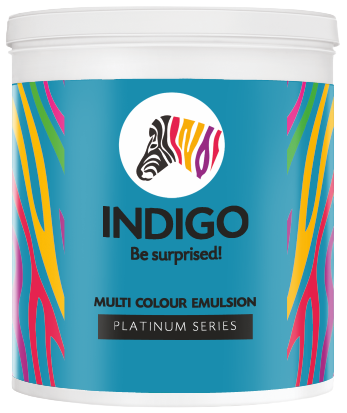 INDIGO
Be surprised!
MULTI COLOUR EMULSION
PLATINUM SERIES